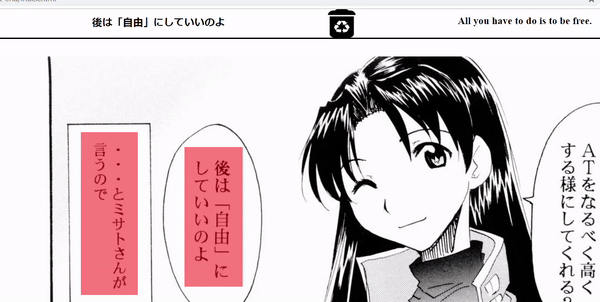 後は「自由」にしていいのよ
All you have to do is to be free.
ATをなるべく高く
する様にしてくれる?
後は「自由」に
していいのよ
・・・とミサトさんが
言うので